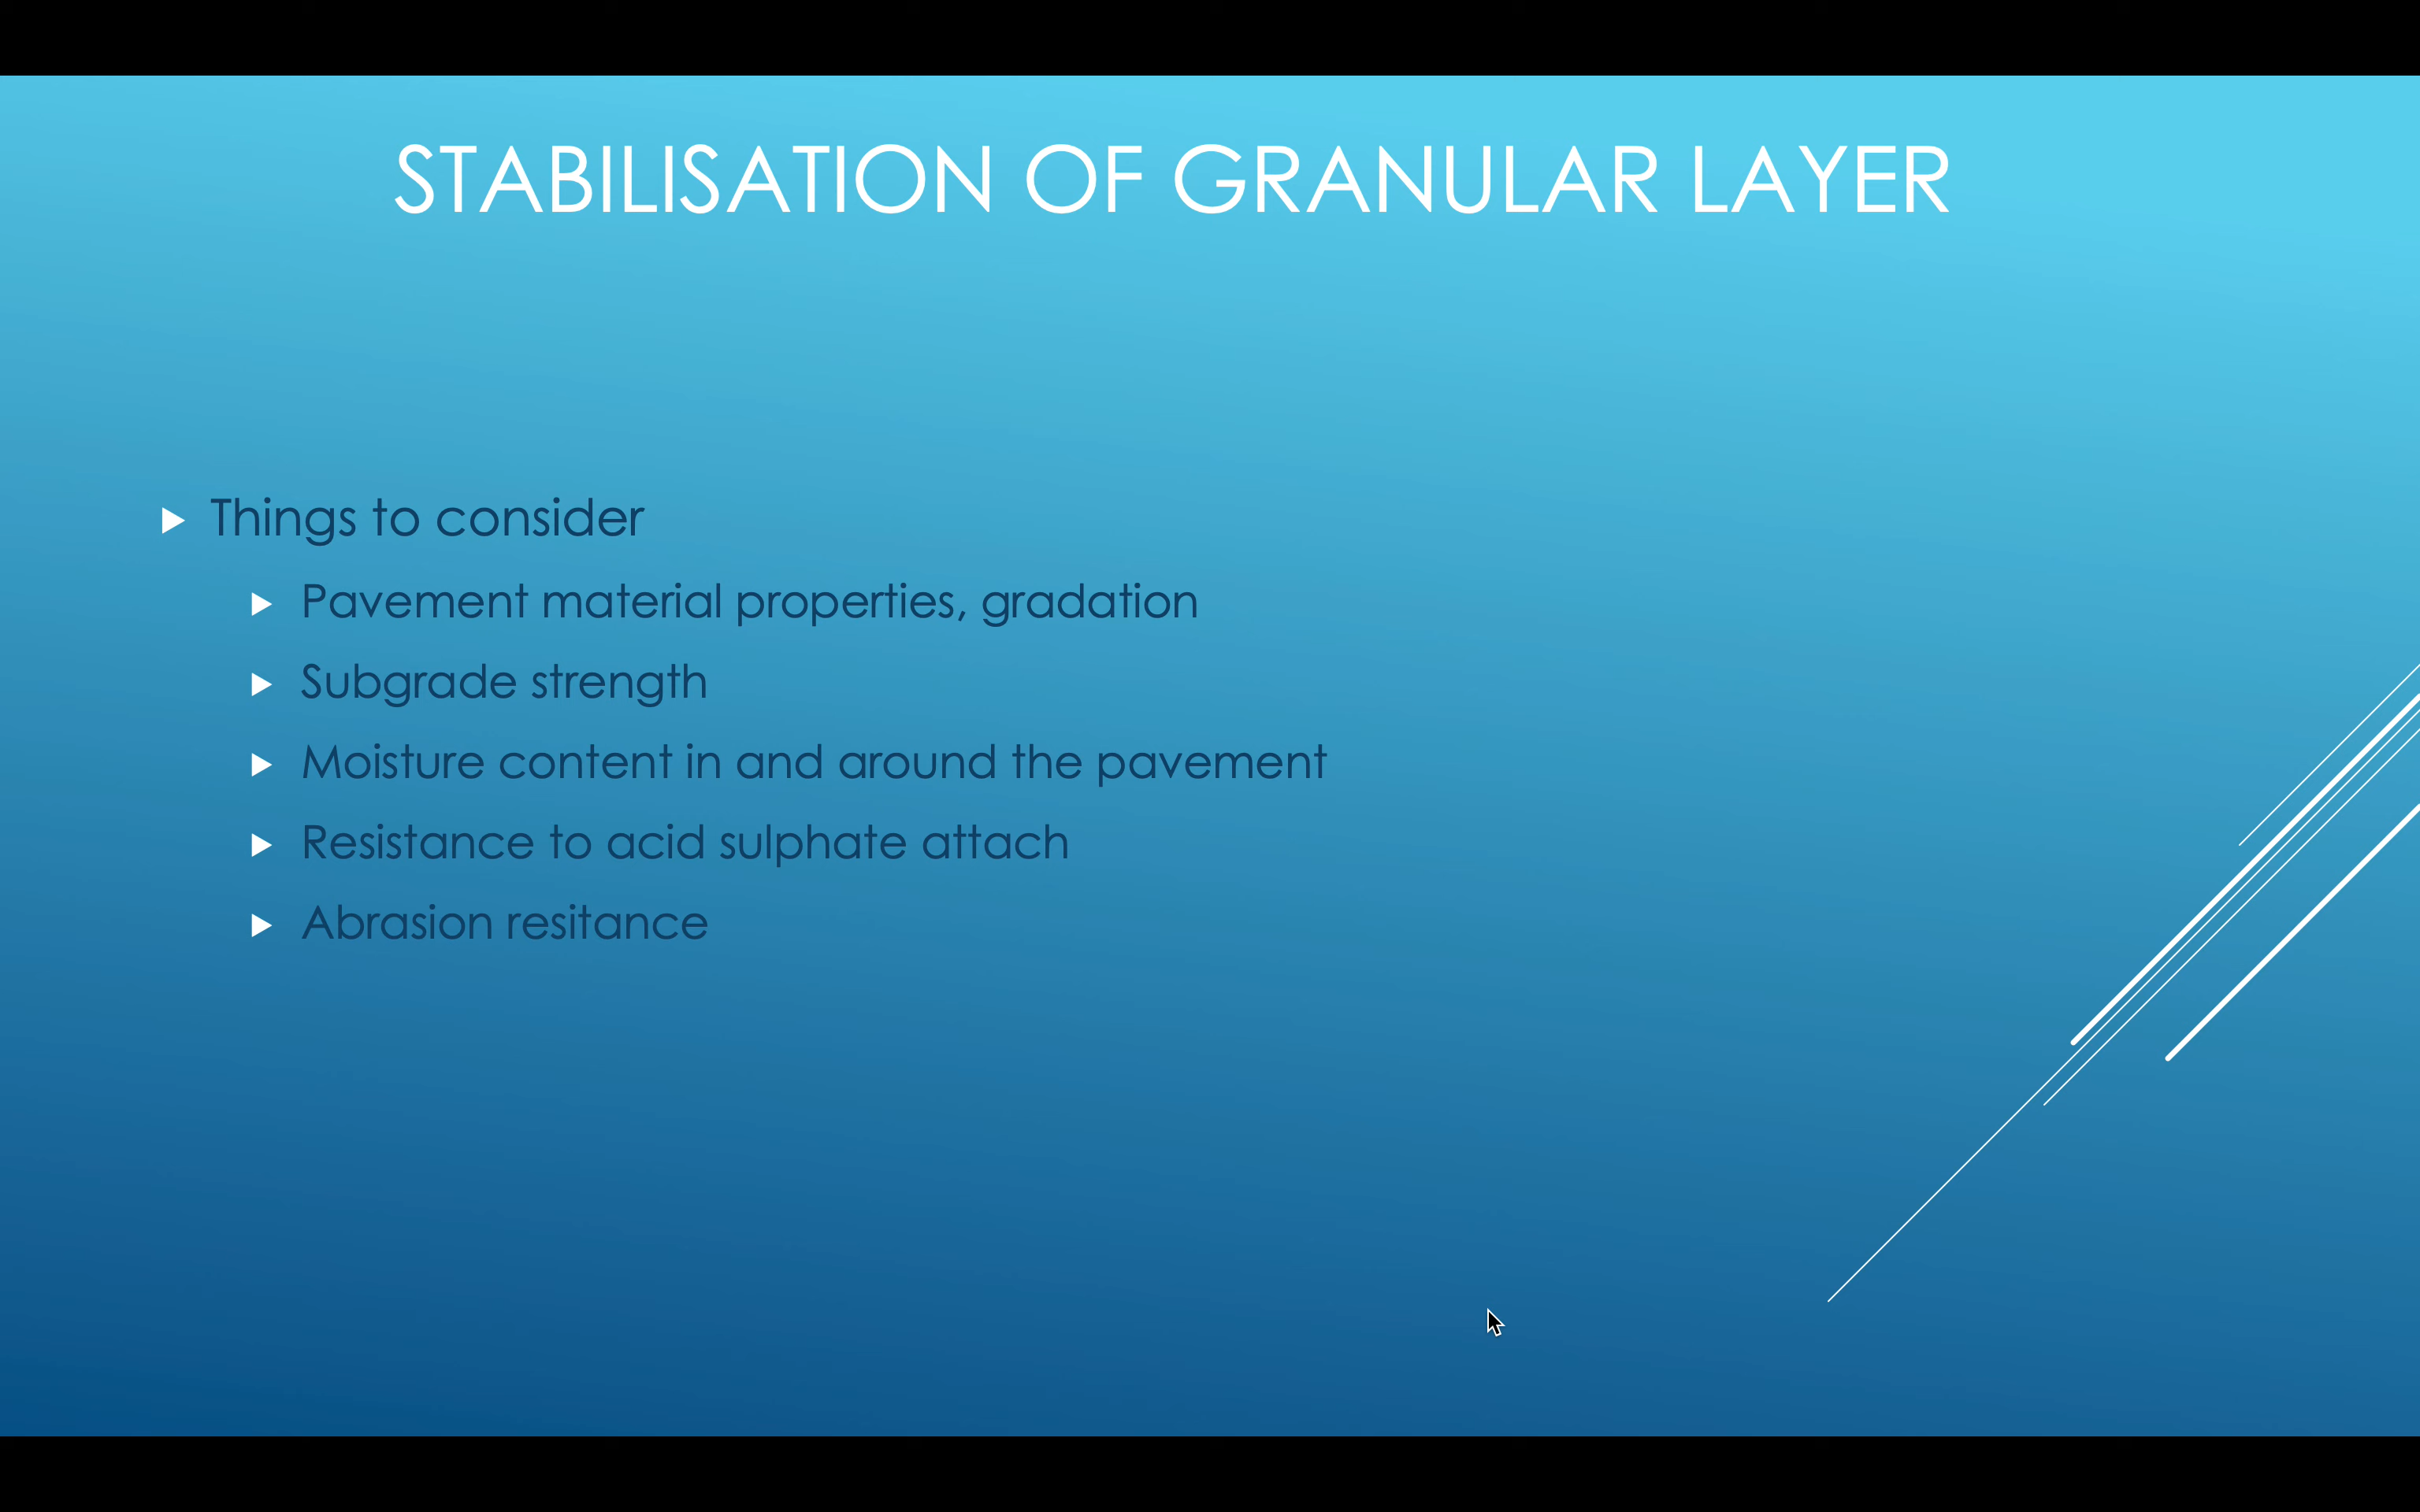 STABILISATION OF GRANULAR LAYER
Things to consider
Pavement material properties, gradation
Subgrade strength
Moisture content in and around the pavement
Resistance to acid sulphate attach
Abrasion resitance